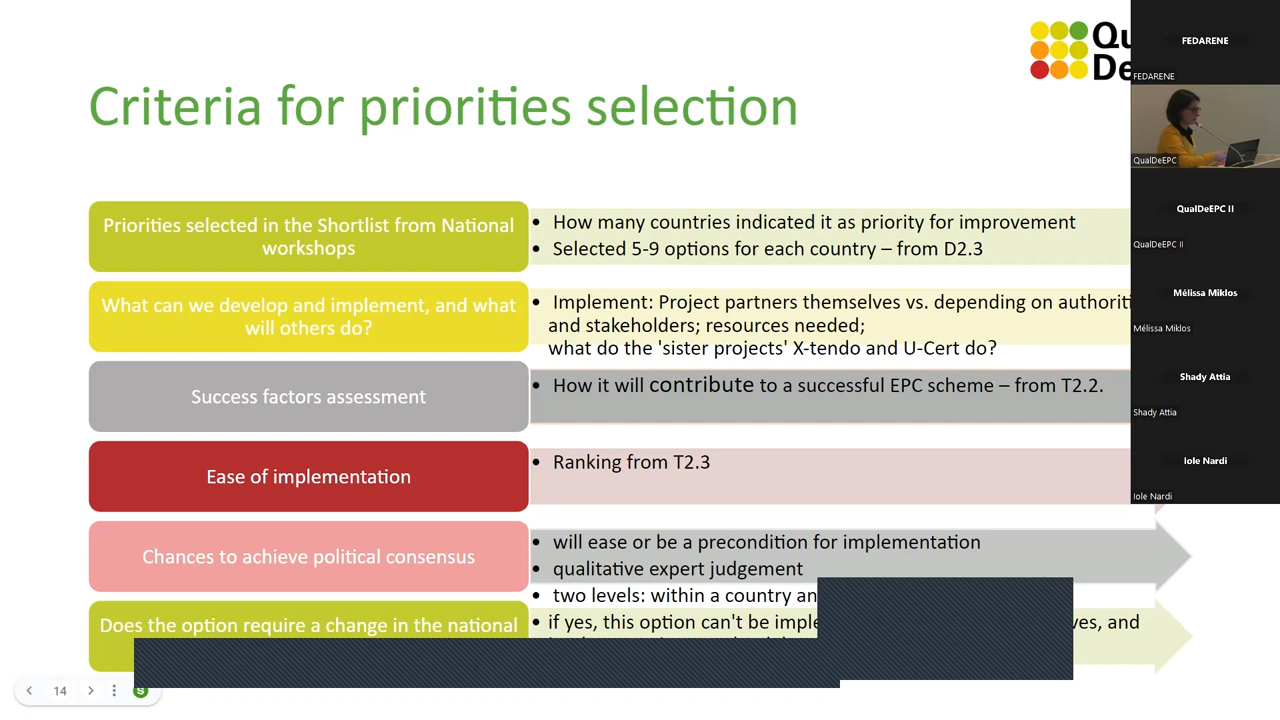 Qu
De
Criteria for priorities selection
Priorities selected in the Shortlist from National
workshops
• How many countries indicated it as priority for improvement
• Selected 5-9 options for each country – from D2.3
What can we develop and implement, and what
will others do?
• Implement: Project partners themselves vs. depending on authoriti
and stakeholders; resources needed;
what do the 'sister projects' X-tendo and U-Cert do?
Success factors assessment
• How it will contribute to a successful EPC scheme – from T2.2.
Ease of implementation
• Ranking from T2.3
Chances to achieve political consensus
• will ease or be a precondition for implementation
• qualitative expert judgement
• two levels: within a country an
Does the option require a change in the national
• if yes, this option can't be imple
ves, and
14
S
FEDARENE
FEDARENE
QualDeEPC
QualDeEPC II
QualDeEPC II
Mélissa Miklos
Mélissa Miklos
Shady Attia
Shady Attia
Iole Nardi
Iole Nardi